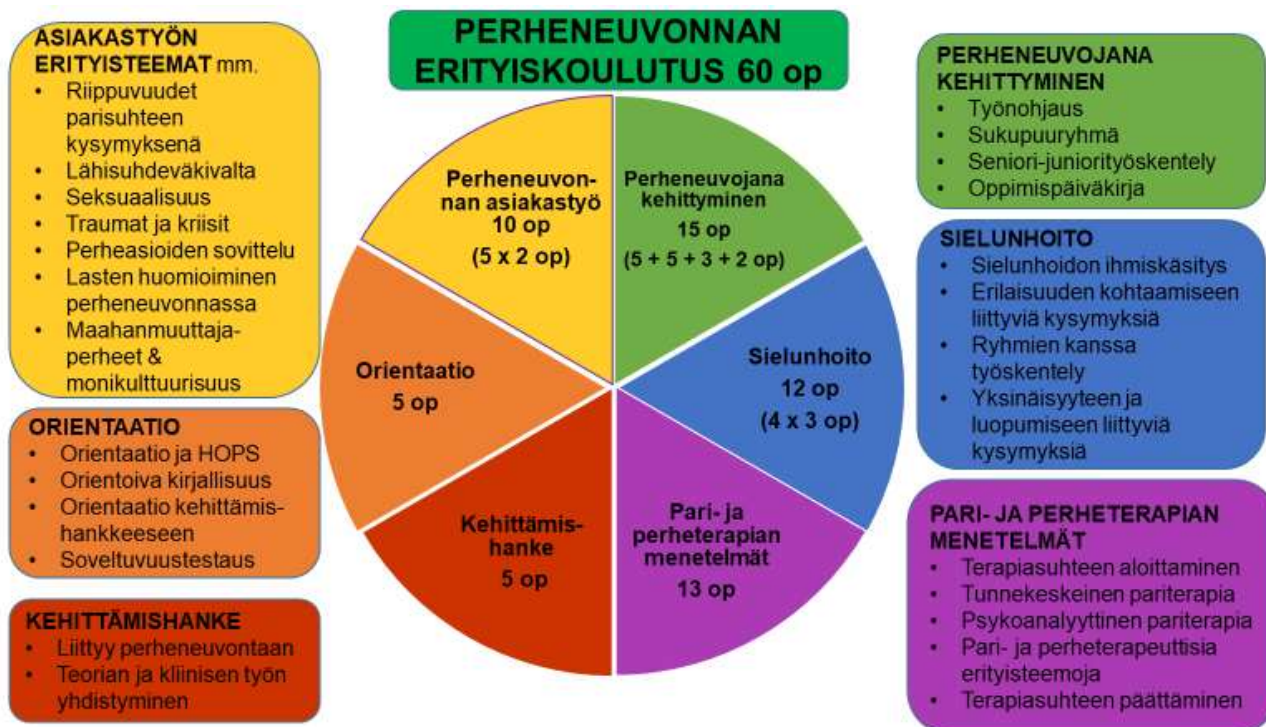 PERHENEUVONNAN
ERITYISKOULUTUS 60 op
ASIAKASTYÖN
ERITYISTEEMAT mm.
• Riippuvuudet
parisuhteen
kysymyksenä
• Lähisuhdeväkivalta
• Seksuaalisuus
• Traumat ja kriisit
• Perheasioiden sovittelu
• Lasten huomioiminen
perheneuvonnassa
• Maahanmuuttaja-
perheet &
monikulttuurisuus
ORIENTAATIO
• Orientaatio ja HOPS
• Orientoiva kirjallisuus
• Orientaatio kehittämis-
hankkeeseen
• Soveltuvuustestaus
KEHITTÄMISHANKE
• Liittyy perheneuvontaan
• Teorian ja kliinisen työn
yhdistyminen
Perheneuvon-
nan asiakastyö
10 op
(5 x 2 op)
Perheneuvojana
kehittyminen
15 op
(5 + 5 + 3 + 2 op)
Orientaatio
5 op
Sielunhoito
12 op
(4 x 3 op)
Kehittämis-
hanke
5 op
Pari- ja
perheterapian
menetelmät
13 op
PERHENEUVOJANA
KEHITTYMINEN
• Työnohjaus
• Sukupuuryhmä
• Seniori-juniorityöskentely
• Oppimispäiväkirja
SIELUNHOITO
• Sielunhoidon ihmiskäsitys
• Erilaisuuden kohtaamiseen
liittyviä kysymyksiä
• Ryhmien kanssa
työskentely
• Yksinäisyyteen ja
luopumiseen liittyviä
kysymyksiä
PARI- JA PERHETERAPIAN
MENETELMÄT
• Terapiasuhteen aloittaminen
• Tunnekeskeinen pariterapia
• Psykoanalyyttinen pariterapia
• Pari- ja perheterapeuttisia
erityisteemoja
• Terapiasuhteen päättäminen